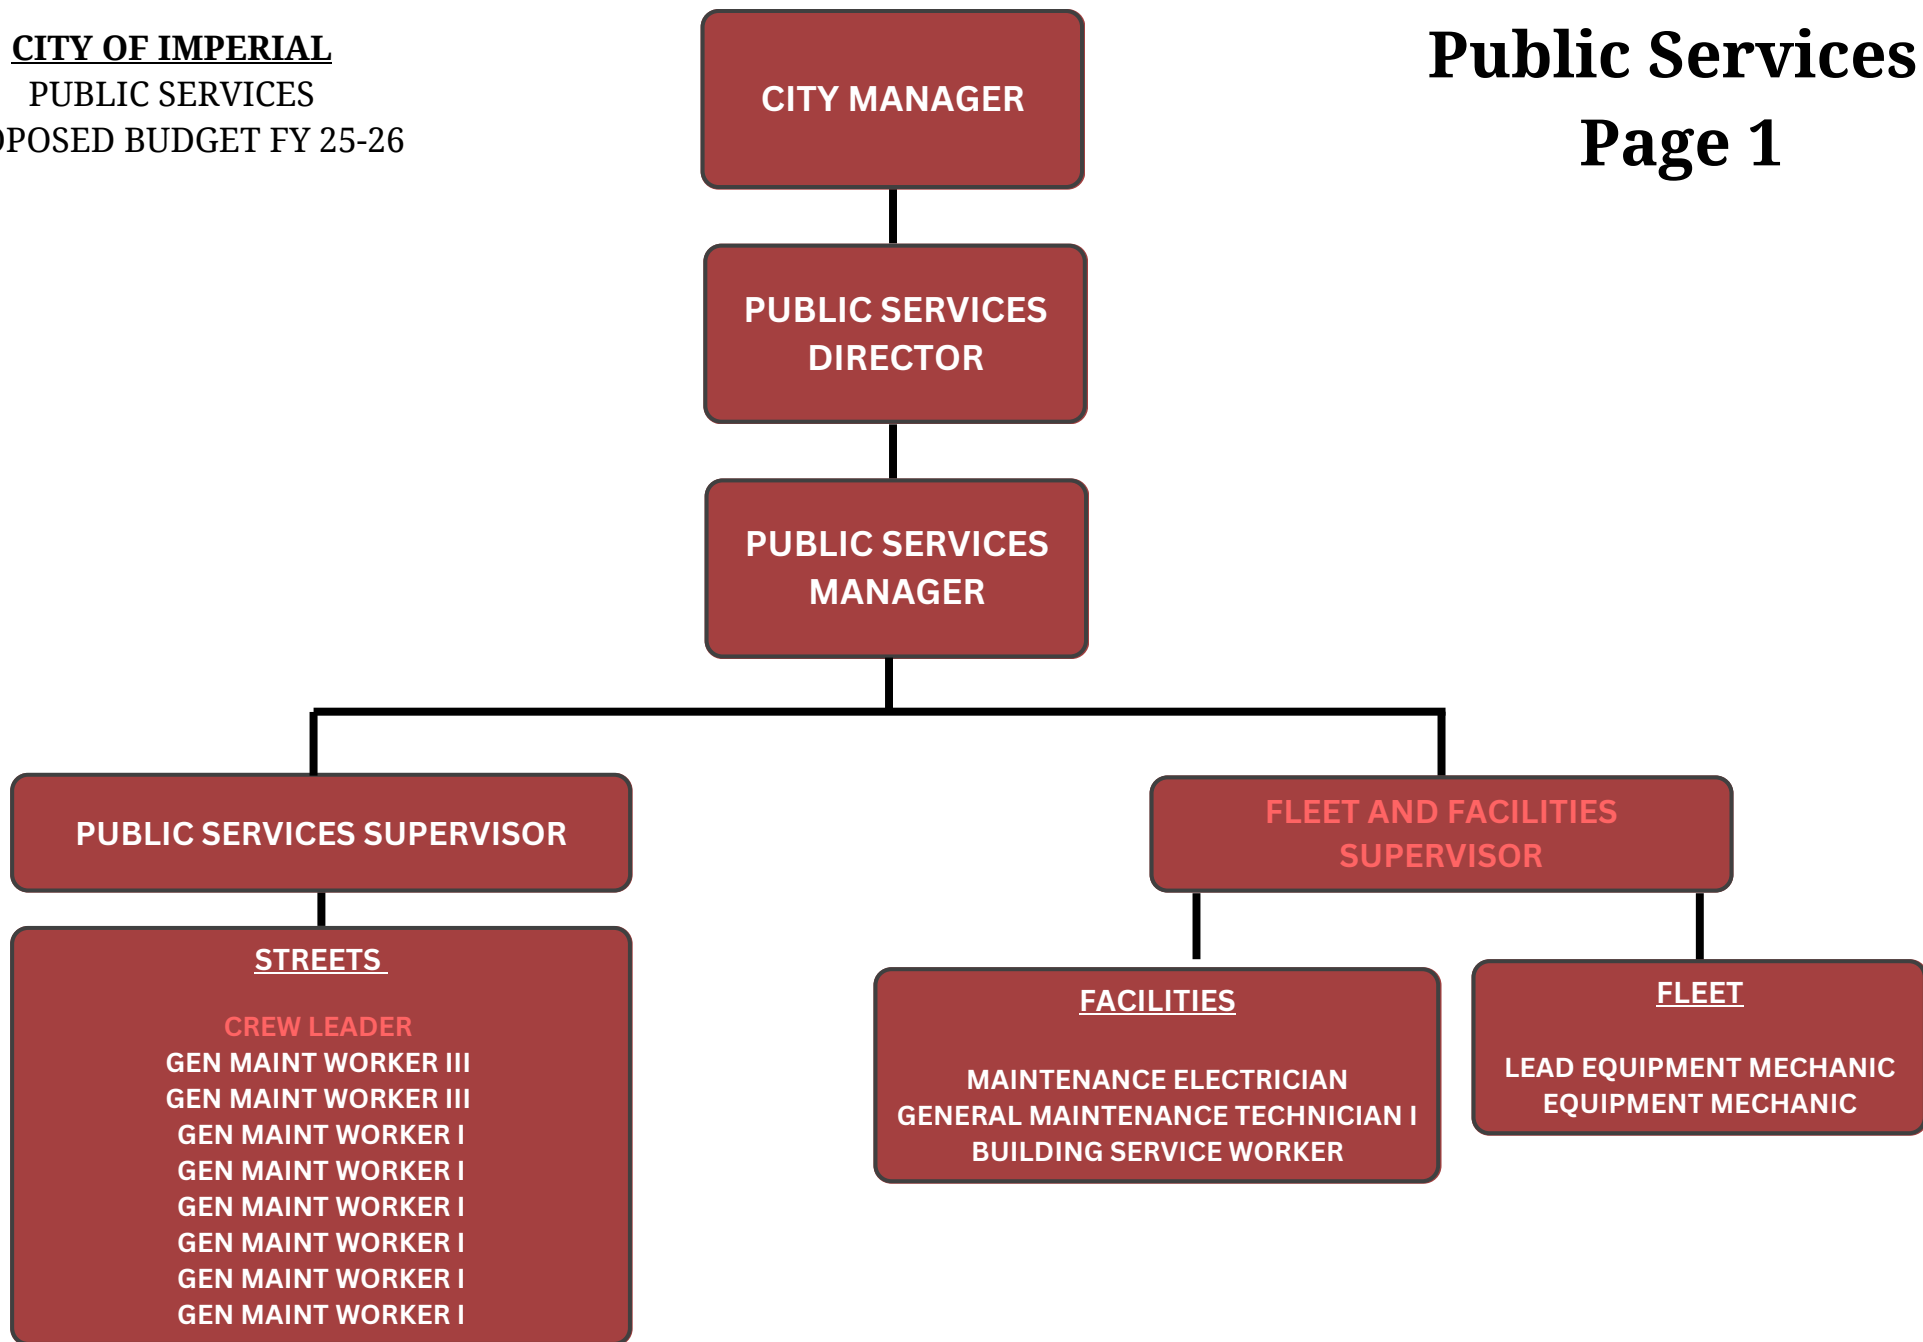 CITY OF IMPERIAL
PUBLIC SERVICES
OPOSED BUDGET FY 25-26
Public Services
Page 1
CITY MANAGER
PUBLIC SERVICES
DIRECTOR
PUBLIC SERVICES
MANAGER
PUBLIC SERVICES SUPERVISOR
FLEET AND FACILITIES
SUPERVISOR
STREETS
CREW LEADER
GEN MAINT WORKER III
GEN MAINT WORKER III
GEN MAINT WORKER I
GEN MAINT WORKER I
GEN MAINT WORKER I
GEN MAINT WORKER I
GEN MAINT WORKER I
GEN MAINT WORKER I
FACILITIES
MAINTENANCE ELECTRICIAN
GENERAL MAINTENANCE TECHNICIAN I
BUILDING SERVICE WORKER
FLEET
LEAD EQUIPMENT MECHANIC
EQUIPMENT MECHANIC